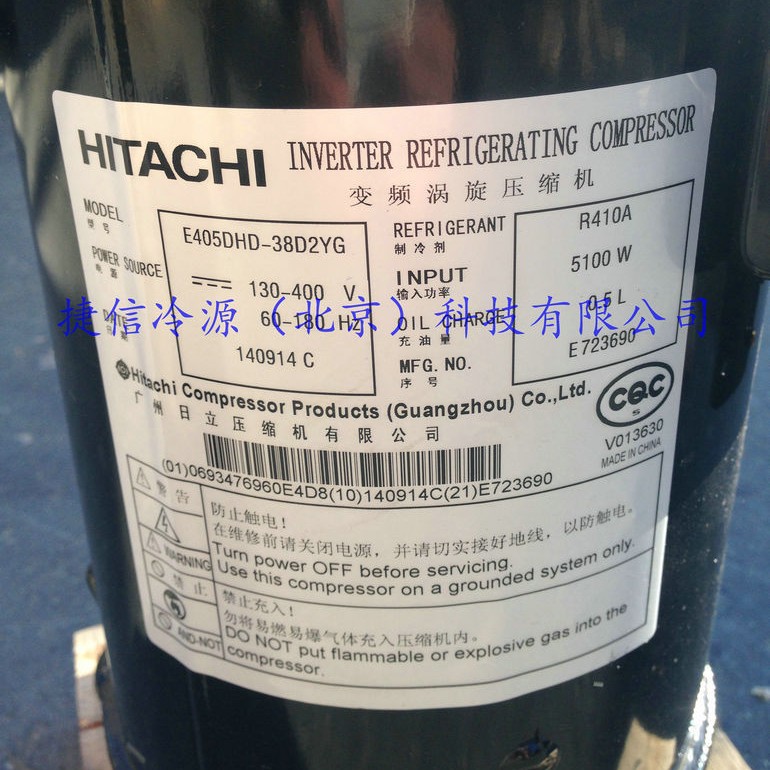 HITACHI INVERTER REFRIGERATING COMPRESSOR
变频涡旋压缩机
MODEL
型号
E405DHD-38D2YG
POWER SOURCE
电源
130-400 V
60-180 Hz
DATE
日期
140914 C
REFRIGERANT
制冷剂
R410A
INPUT
输入功率
5100 W
OIL CHARGE
充油量
0.5 L
MFG. NO.
序号
E723690
捷信冷源（北京）科技有限公司
Hitachi Compressor Products (Guangzhou) Co.,Ltd.
广州日立压缩机有限公司
CQC
S
V013630
MADE IN CHINA
(01)0693476960E4D8(10)140914C(21)E723690
警告
WARNING
防止触电！
在维修前请关闭电源，并请切实接好地线，以防触电。
Turn power OFF before servicing.
Use this compressor on a grounded system only.
禁止
AND-NOT
禁止充入！
勿将易燃易爆气体充入压缩机内。
DO NOT put flammable or explosive gas into the
compressor.